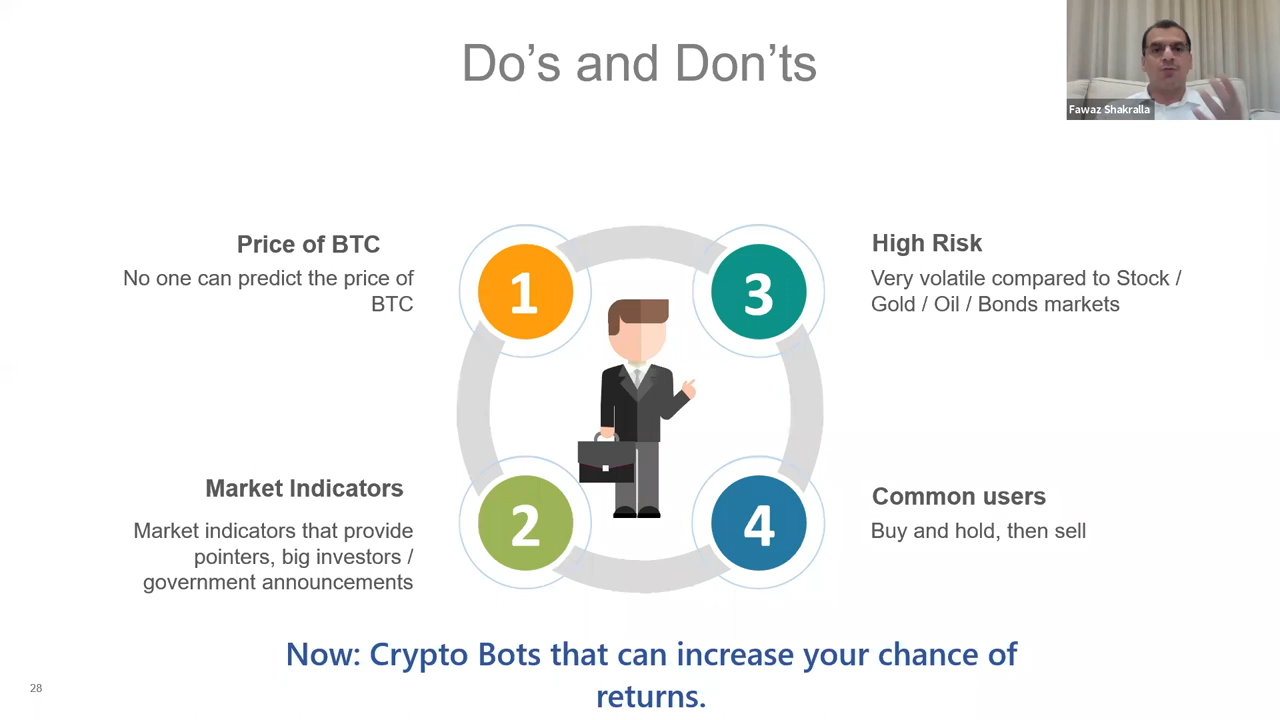 Do's and Don'ts
Fawaz Shakralla
Price of BTC
No one can predict the price of
BTC
1
3
High Risk
Very volatile compared to Stock /
Gold / Oil / Bonds markets
Market Indicators
Market indicators that provide
pointers, big investors /
government announcements
2
4
Common users
Buy and hold, then sell
Now: Crypto Bots that can increase your chance of
returns.
28